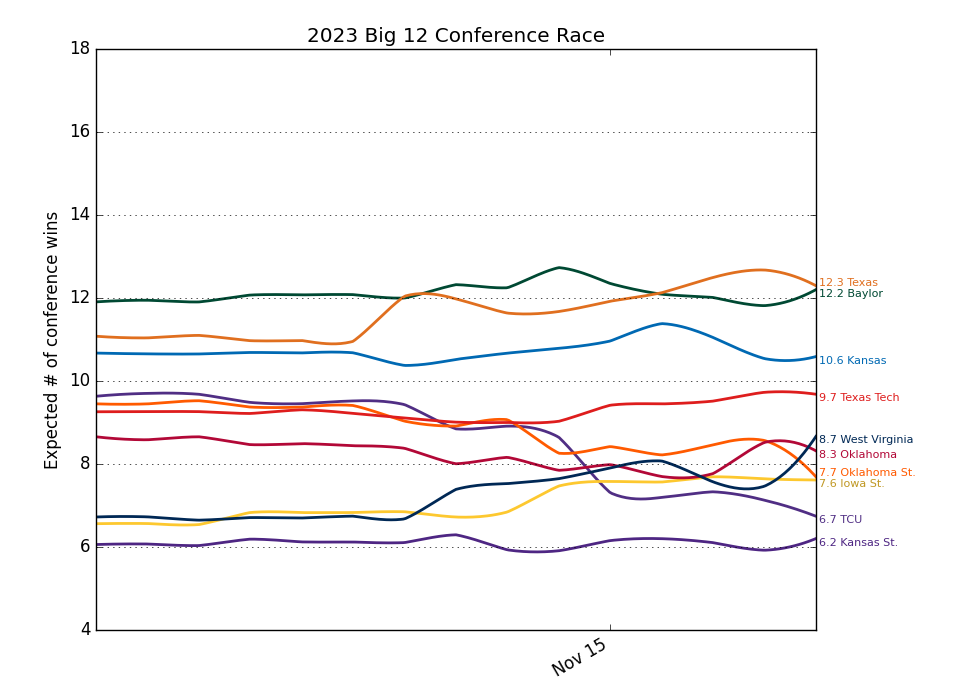 2023 Big 12 Conference Race
Expected # of conference wins
18
16
14
12
10
8
6
4
Nov 15
12.3 Texas
12.2 Baylor
10.6 Kansas
9.7 Texas Tech
8.7 West Virginia
8.3 Oklahoma
7.7 Oklahoma St.
7.6 Iowa St.
6.7 TCU
6.2 Kansas St.